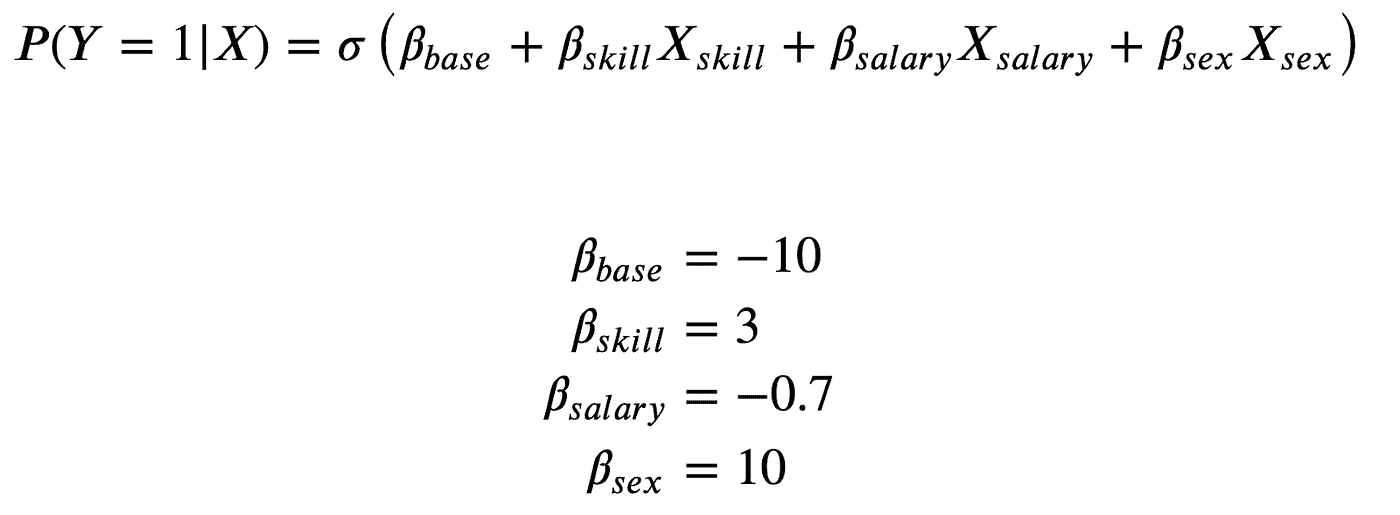 P(Y = 1|X) = σ (β_base + β_skill X_skill + β_salary X_salary + β_sex X_sex)
β_base = −10
β_skill = 3
β_salary = −0.7
β_sex = 10